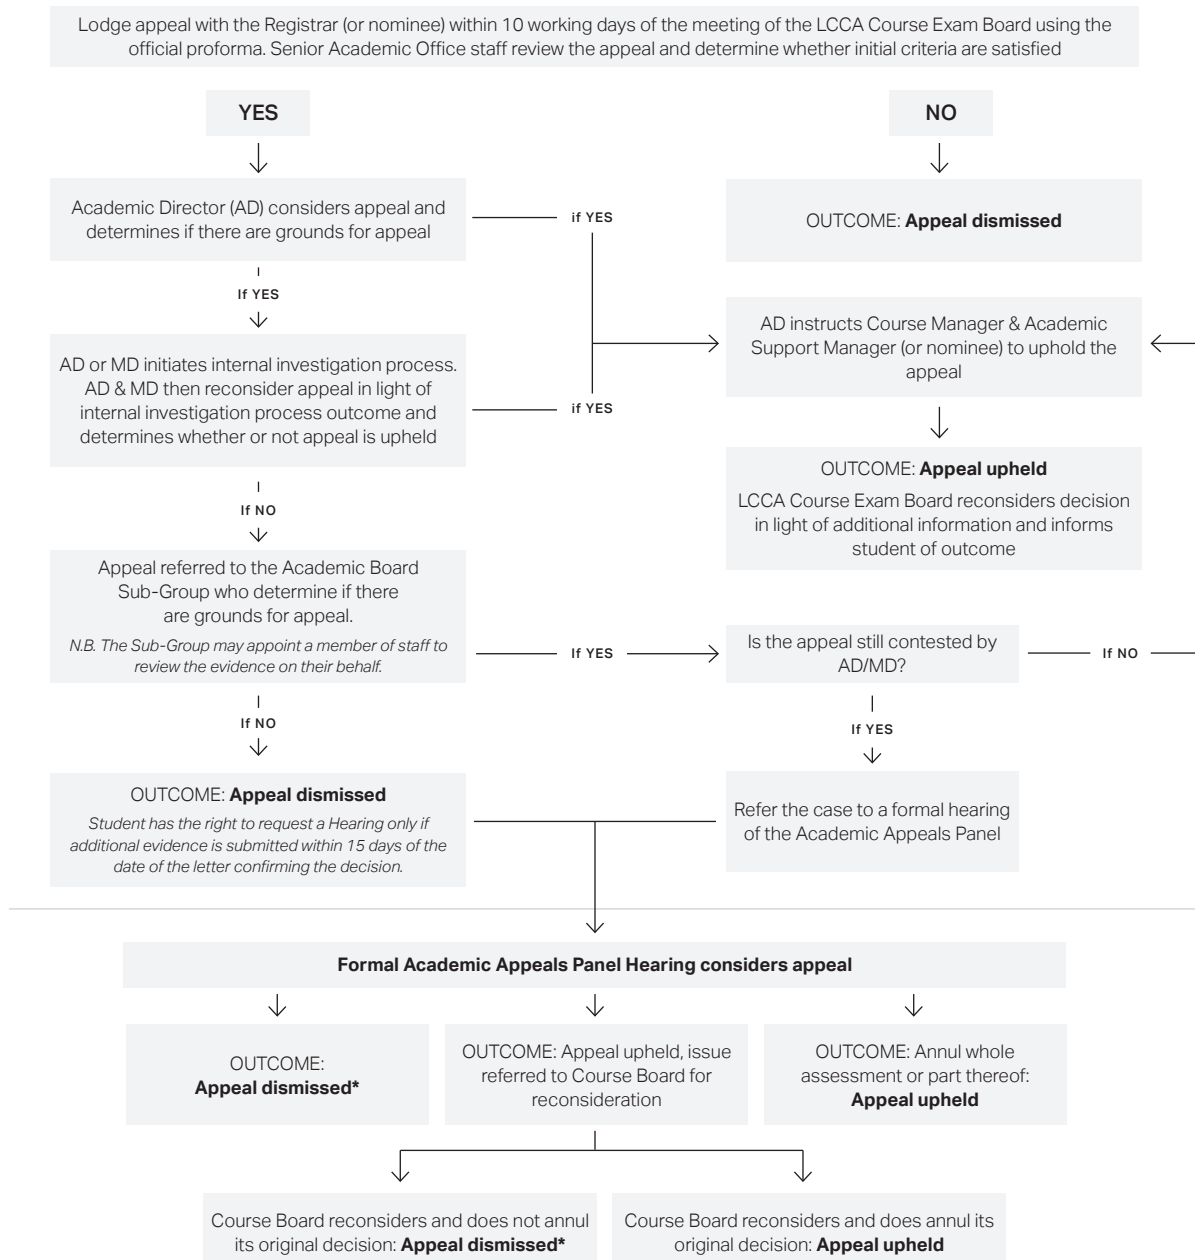 Lodge appeal with the Registrar (or nominee) within 10 working days of the meeting of the LCCA Course Exam Board using the
official proforma. Senior Academic Office staff review the appeal and determine whether initial criteria are satisfied
YES
NO
Academic Director (AD) considers appeal and
determines if there are grounds for appeal
if YES
OUTCOME: Appeal dismissed
If YES
AD or MD initiates internal investigation process.
AD & MD then reconsider appeal in light of
internal investigation process outcome and
determines whether or not appeal is upheld
if YES
AD instructs Course Manager & Academic
Support Manager (or nominee) to uphold the
appeal
OUTCOME: Appeal upheld
LCCA Course Exam Board reconsiders decision
in light of additional information and informs
student of outcome
If NO
Appeal referred to the Academic Board
Sub-Group who determine if there
are grounds for appeal.
N.B. The Sub-Group may appoint a member of staff to
review the evidence on their behalf.
If YES
Is the appeal still contested by
AD/MD?
If NO
If NO
If YES
OUTCOME: Appeal dismissed
Student has the right to request a Hearing only if
additional evidence is submitted within 15 days of the
date of the letter confirming the decision.
Refer the case to a formal hearing
of the Academic Appeals Panel
Formal Academic Appeals Panel Hearing considers appeal
OUTCOME:
Appeal dismissed*
OUTCOME: Appeal upheld, issue
referred to Course Board for
reconsideration
OUTCOME: Annul whole
assessment or part thereof:
Appeal upheld
Course Board reconsiders and does not annul
its original decision: Appeal dismissed*
Course Board reconsiders and does annul its
original decision: Appeal upheld